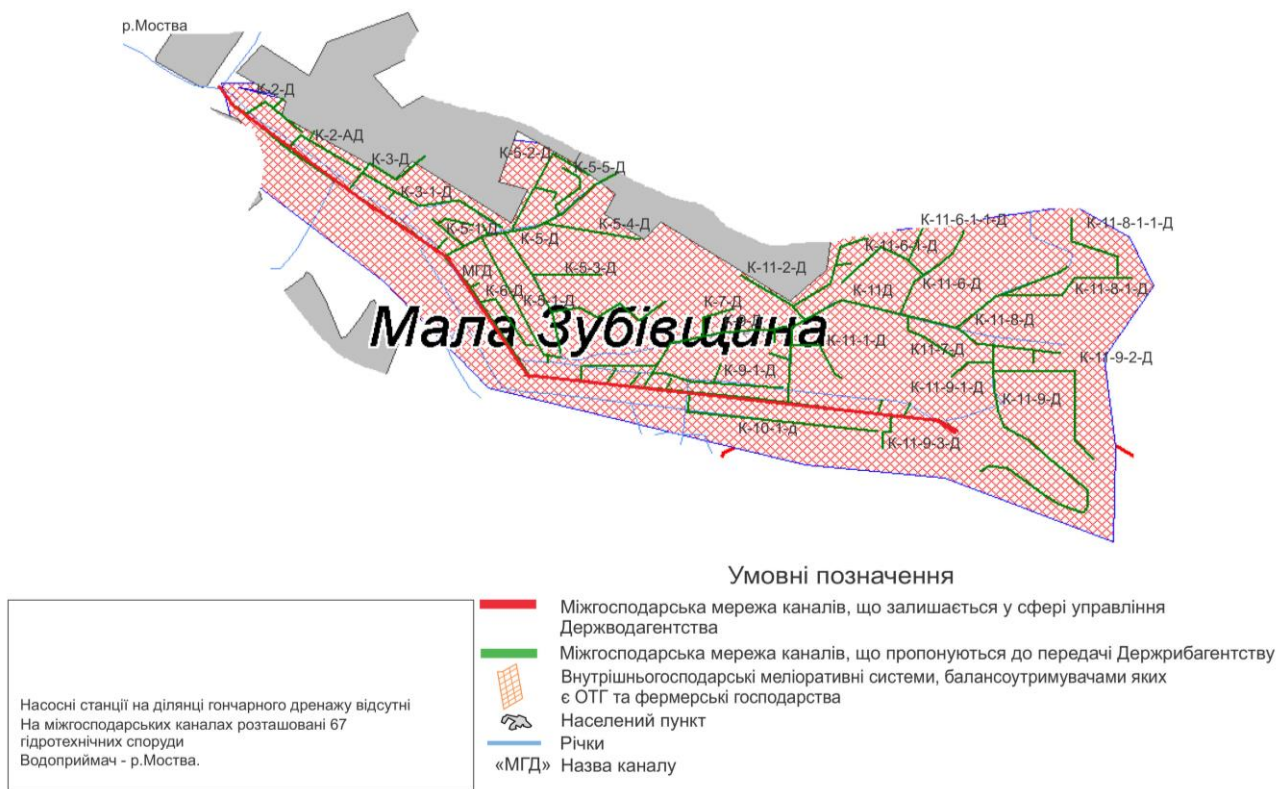 р.Моства
К-2-Д
К-2-АД
К-3-Д
К-6-2-Д
К-5-5-Д
К-3-1-Д
К-5-4-Д
К-11-6-1-1-Д
К-11-8-1-1-Д
К-5-1-Д
К-5-Д
К-11-6-1-Д
МГД
К-5-3-Д
К-11-2-Д
К-11-6-Д
К-6-Д
К-5-1-Д
К-11Д
К-11-8-1-Д
К-7-Д
К-11-8-Д
Мала Зубівщина
К-11-1-Д
К11-7-Д
К-11-9-2-Д
К-9-1-Д
К-11-9-1-Д
К-11-9-Д
К-10-1-д
К-11-9-3-Д
Умовні позначення
Міжгосподарська мережа каналів, що залишається у сфері управління
Держводагентства
Міжгосподарська мережа каналів, що пропонуються до передачі Держрибагентству
Внутрішньогосподарські меліоративні системи, балансоутримувачами яких
є ОТГ та фермерські господарства
Населений пункт
Річки
«МГД» Назва каналу
Насосні станції на ділянці гончарного дренажу відсутні
На міжгосподарських каналах розташовані 67
гідротехнічних споруди
Водоприймач - р.Моства.